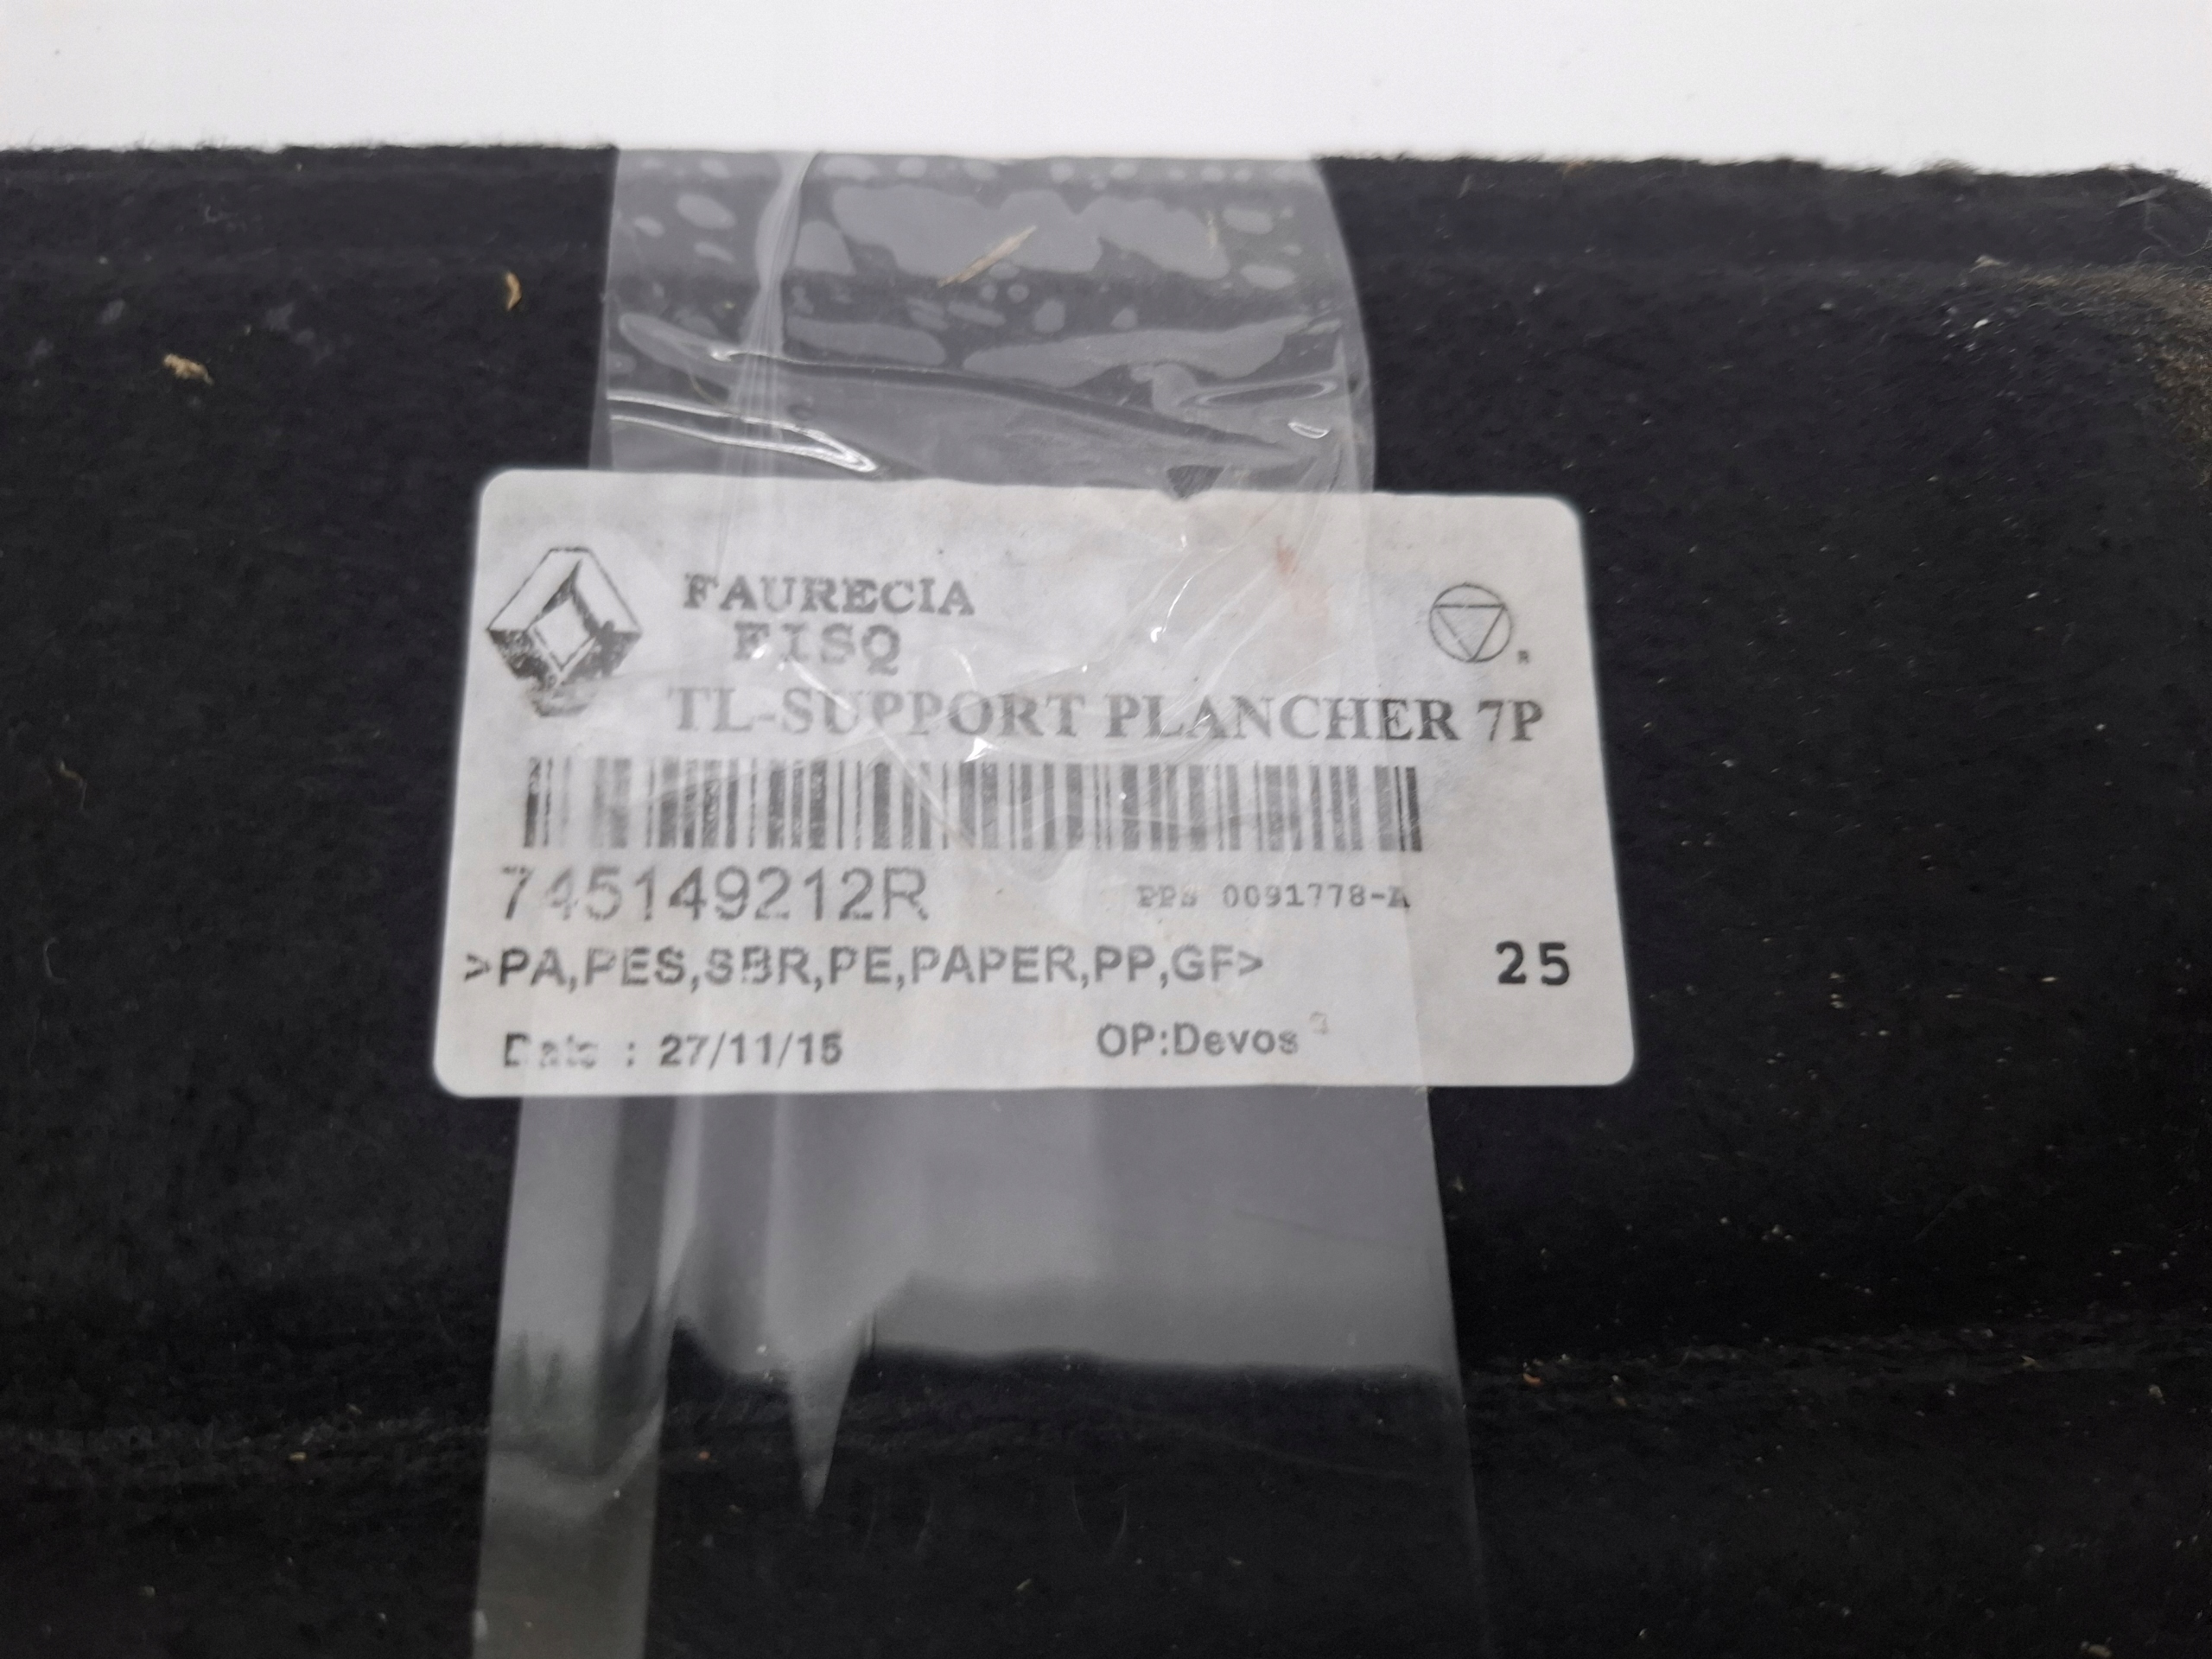 FAURECIA
FISQ
TL-SUPPORT PLANCHER 7P
745149212R
PPS 0091778-A
>PA,PES,SBR,PE,PAPER,PP,GF>
25
Date : 27/11/15
OP:Devos